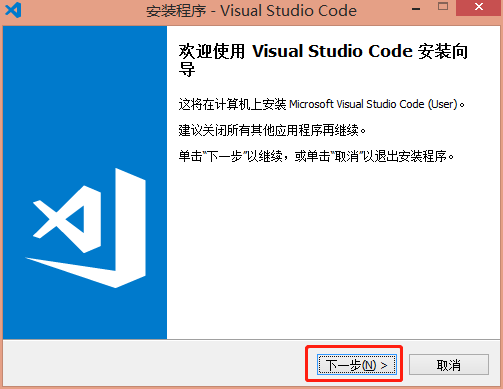 安装程序 - Visual Studio Code
欢迎使用 Visual Studio Code 安装向
导
这将在计算机上安装 Microsoft Visual Studio Code (User)。
建议关闭所有其他应用程序再继续。
单击“下一步”以继续，或单击“取消”以退出安装程序。
下一步(N) >
取消